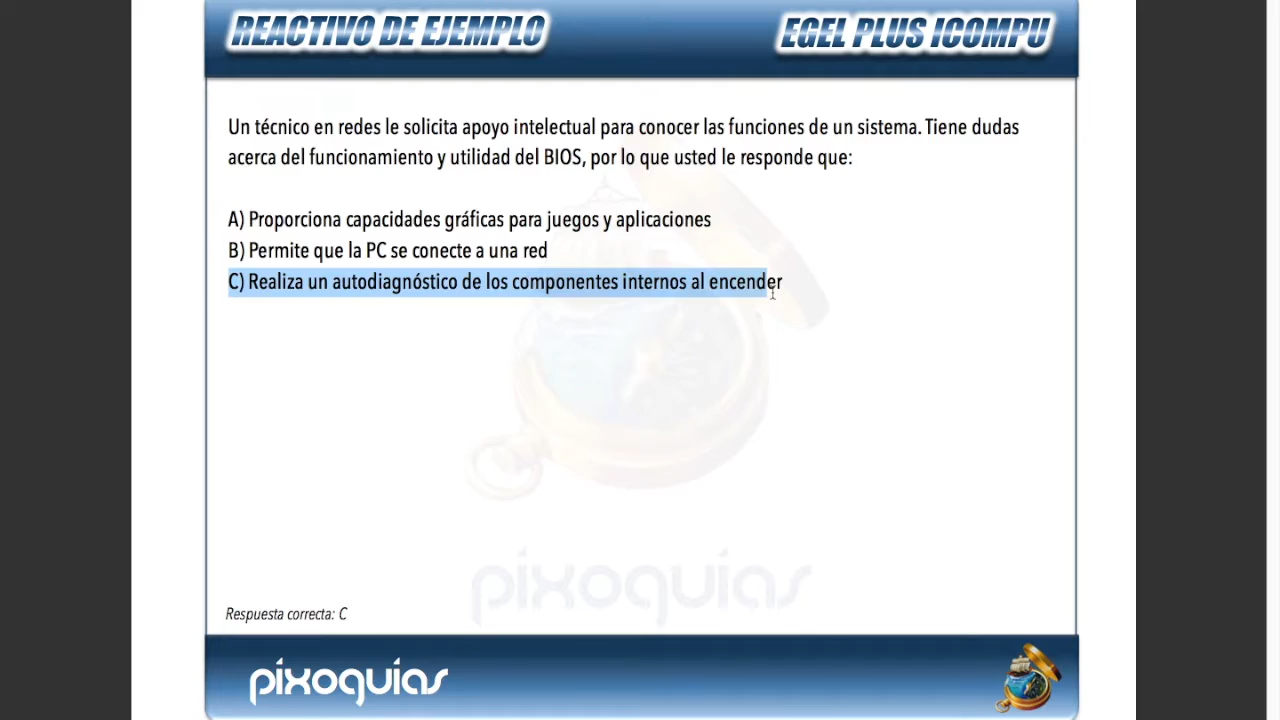 REACTIVO DE EJEMPLO
EGEL PLUS ICOMPU
Un técnico en redes le solicita apoyo intelectual para conocer las funciones de un sistema. Tiene dudas
acerca del funcionamiento y utilidad del BIOS, por lo que usted le responde que:
A) Proporciona capacidades gráficas para juegos y aplicaciones
B) Permite que la PC se conecte a una red
C) Realiza un autodiagnóstico de los componentes internos al encender
pixoguias
Respuesta correcta: C
pixoguias